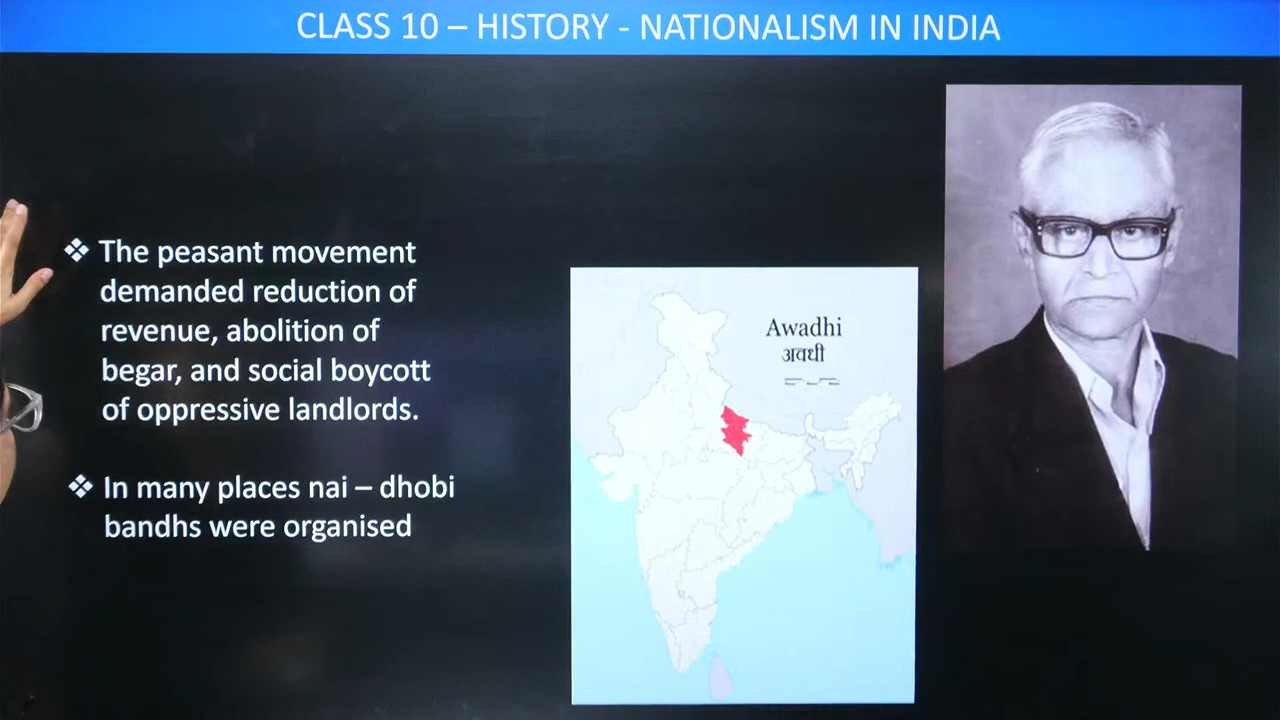 CLASS 10 – HISTORY - NATIONALISM IN INDIA
❖ The peasant movement
demanded reduction of
revenue, abolition of
begar, and social boycott
of oppressive landlords.
❖ In many places nai – dhobi
bandhs were organised
Awadhi
अवधी